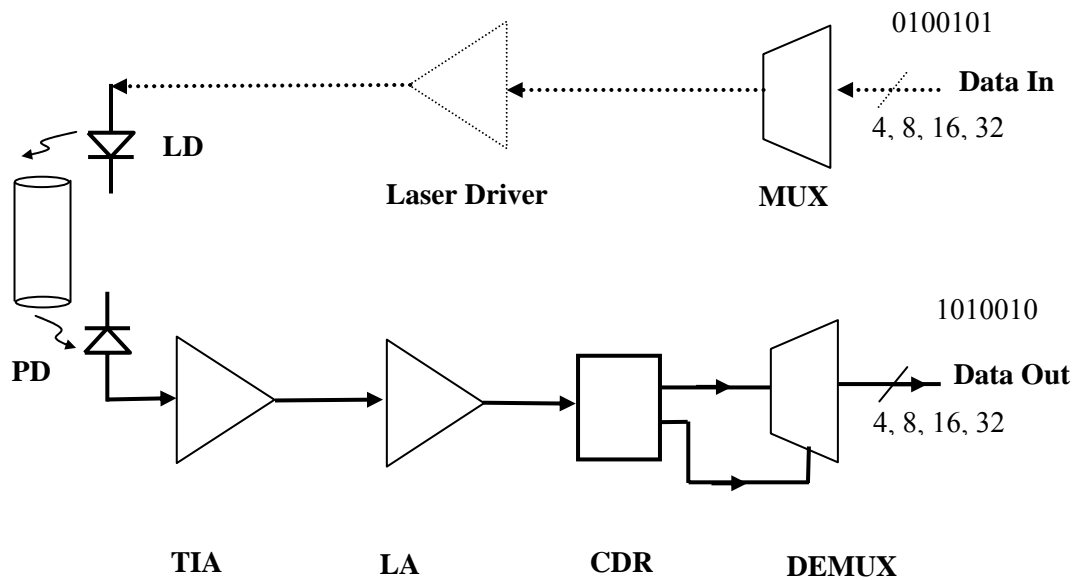 0100101
Data In
4, 8, 16, 32
LD
Laser Driver
MUX
1010010
PD
Data Out
4, 8, 16, 32
TIA
LA
CDR
DEMUX